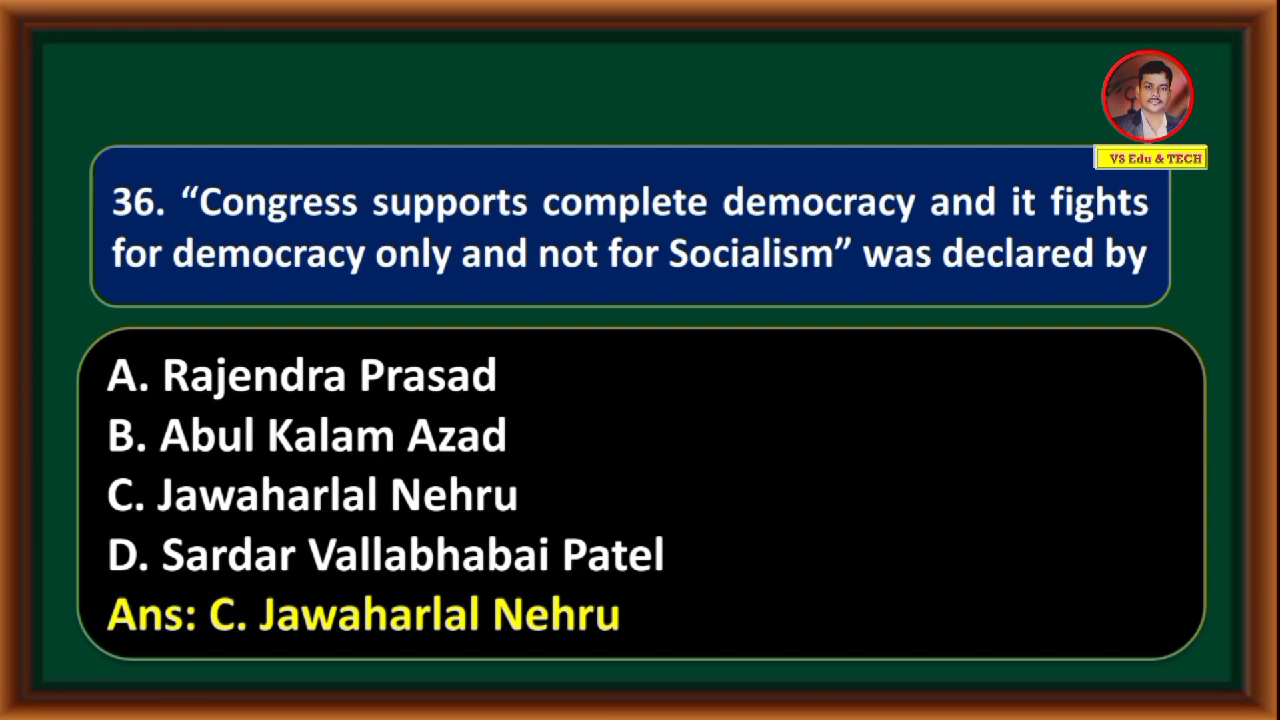 VS Edu & TECH
36. “Congress supports complete democracy and it fights
for democracy only and not for Socialism” was declared by
A. Rajendra Prasad
B. Abul Kalam Azad
C. Jawaharlal Nehru
D. Sardar Vallabhabai Patel
Ans: C. Jawaharlal Nehru